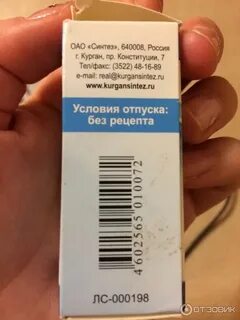 ОАО «Синтез», 640008, Россия
г. Курган, пр. Конституции, 7
Тел/факс: (3522) 48-16-89
e-mail: real@kurgansintez.ru
www.kurgansintez.ru
Условия отпуска:
без рецепта
4602565010072
ЛС-000198
ОТЗОВИК